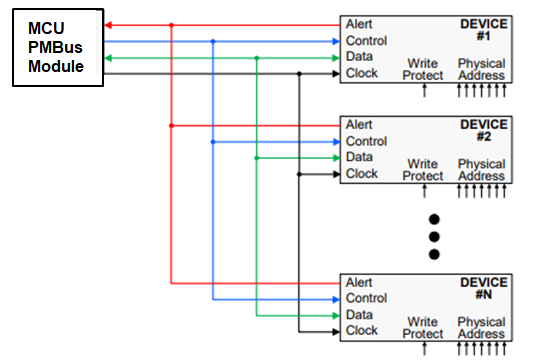 MCU
PMBus
Module
Alert
DEVICE
#1
Control
Data
Clock
Write
Protect
Physical
Address
Alert
DEVICE
#2
Control
Data
Clock
Write
Protect
Physical
Address
Alert
DEVICE
#N
Control
Data
Clock
Write
Protect
Physical
Address